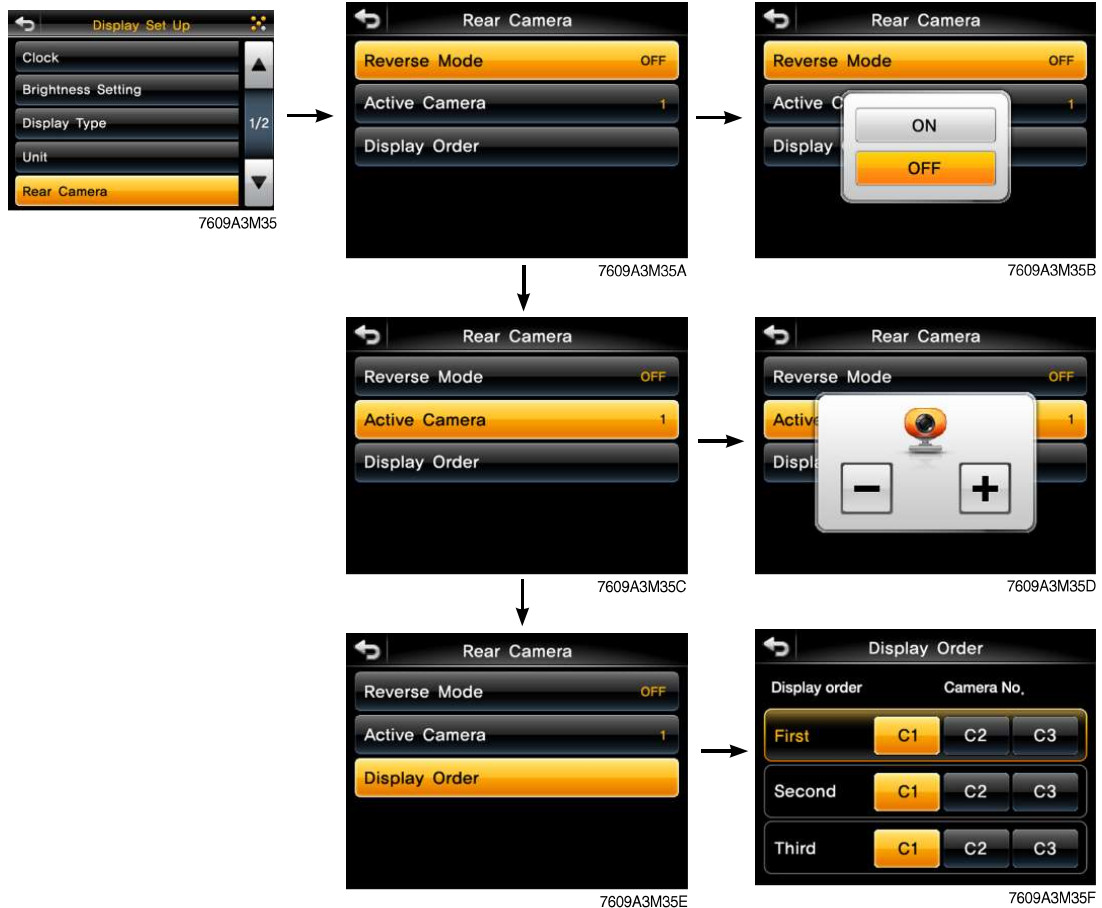 Display Set Up
Clock
Brightness Setting
Display Type
1/2
Unit
Rear Camera
7609A3M35
Rear Camera
Reverse Mode OFF
Active Camera 1
Display Order
7609A3M35A
Rear Camera
Reverse Mode OFF
Active C 1
ON
Display
OFF
7609A3M35B
Rear Camera
Reverse Mode OFF
Active Camera 1
Display Order
7609A3M35C
Rear Camera
Reverse Mode OFF
Active 1
Displa
− +
7609A3M35D
Rear Camera
Reverse Mode OFF
Active Camera 1
Display Order
7609A3M35E
Display Order
Display order Camera No.
First C1 C2 C3
Second C1 C2 C3
Third C1 C2 C3
7609A3M35F